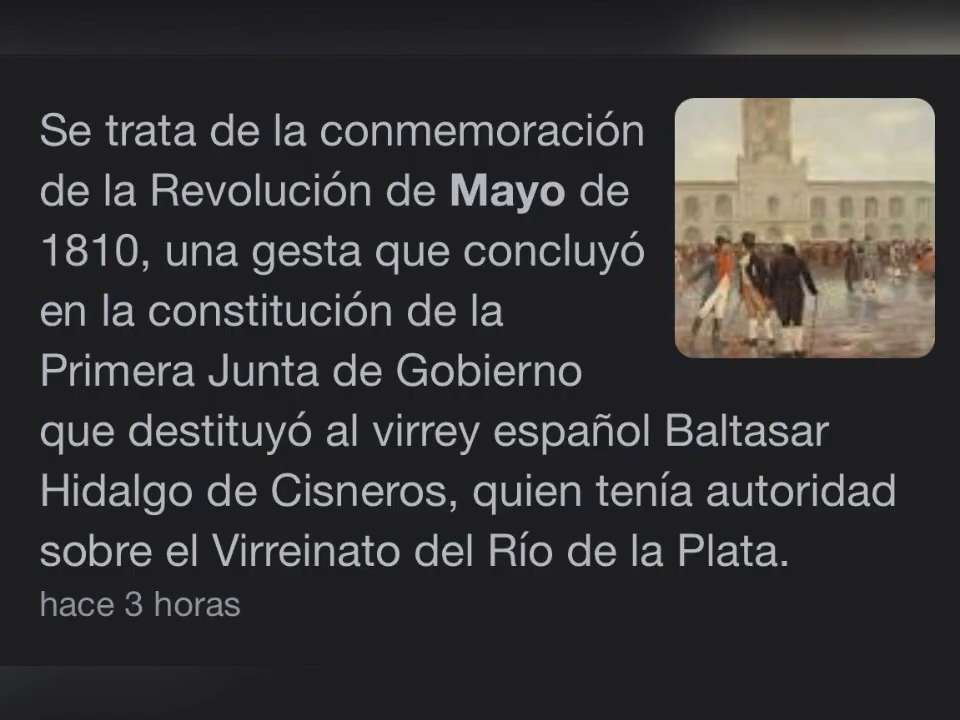 Se trata de la conmemoración
de la Revolución de Mayo de
1810, una gesta que concluyó
en la constitución de la
Primera Junta de Gobierno
que destituyó al virrey español Baltasar
Hidalgo de Cisneros, quien tenía autoridad
sobre el Virreinato del Río de la Plata.
hace 3 horas